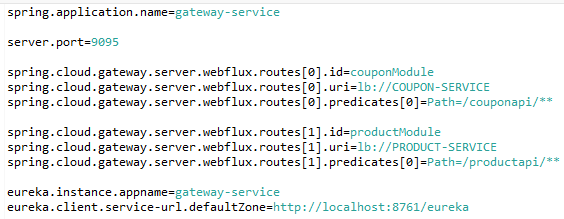 spring.application.name=gateway-service
server.port=9095
spring.cloud.gateway.server.webflux.routes[0].id=couponModule
spring.cloud.gateway.server.webflux.routes[0].uri=lb://COUPON-SERVICE
spring.cloud.gateway.server.webflux.routes[0].predicates[0]=Path=/couponapi/**
spring.cloud.gateway.server.webflux.routes[1].id=productModule
spring.cloud.gateway.server.webflux.routes[1].uri=lb://PRODUCT-SERVICE
spring.cloud.gateway.server.webflux.routes[1].predicates[0]=Path=/productapi/**
eureka.instance.appname=gateway-service
eureka.client.service-url.defaultZone=http://localhost:8761/eureka